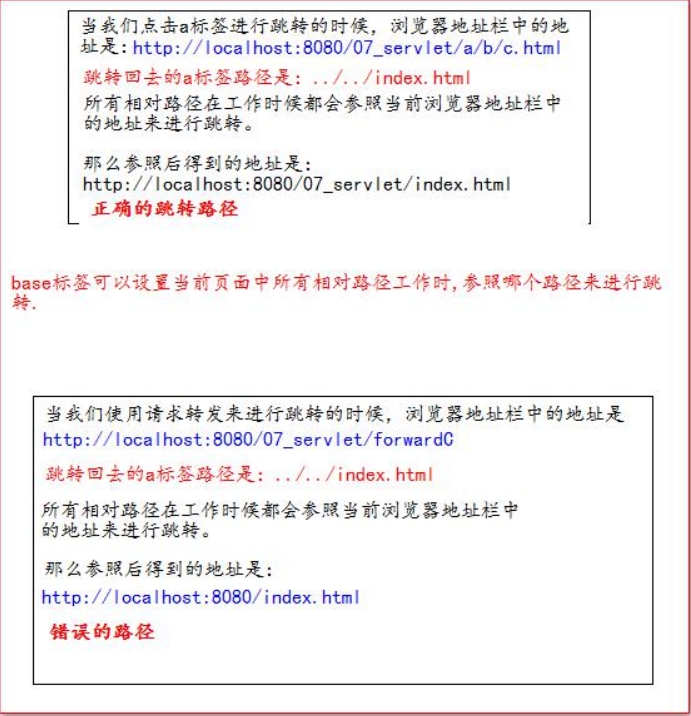 当我们点击a标签进行跳转的时候，浏览器地址栏中的地
址是：http://localhost:8080/07_servlet/a/b/c.html
跳转回去的a标签路径是：../../index.html
所有相对路径在工作时候都会参照当前浏览器地址栏中
的地址来进行跳转。
那么参照后得到的地址是：
http://localhost:8080/07_servlet/index.html
正确的跳转路径
base标签可以设置当前页面中所有相对路径工作时,参照哪个路径来进行跳
转.
当我们使用请求转发来进行跳转的时候，浏览器地址栏中的地址是
http://localhost:8080/07_servlet/forwardC
跳转回去的a标签路径是：../../index.html
所有相对路径在工作时候都会参照当前浏览器地址栏中
的地址来进行跳转。
那么参照后得到的地址是：
http://localhost:8080/index.html
错误的路径